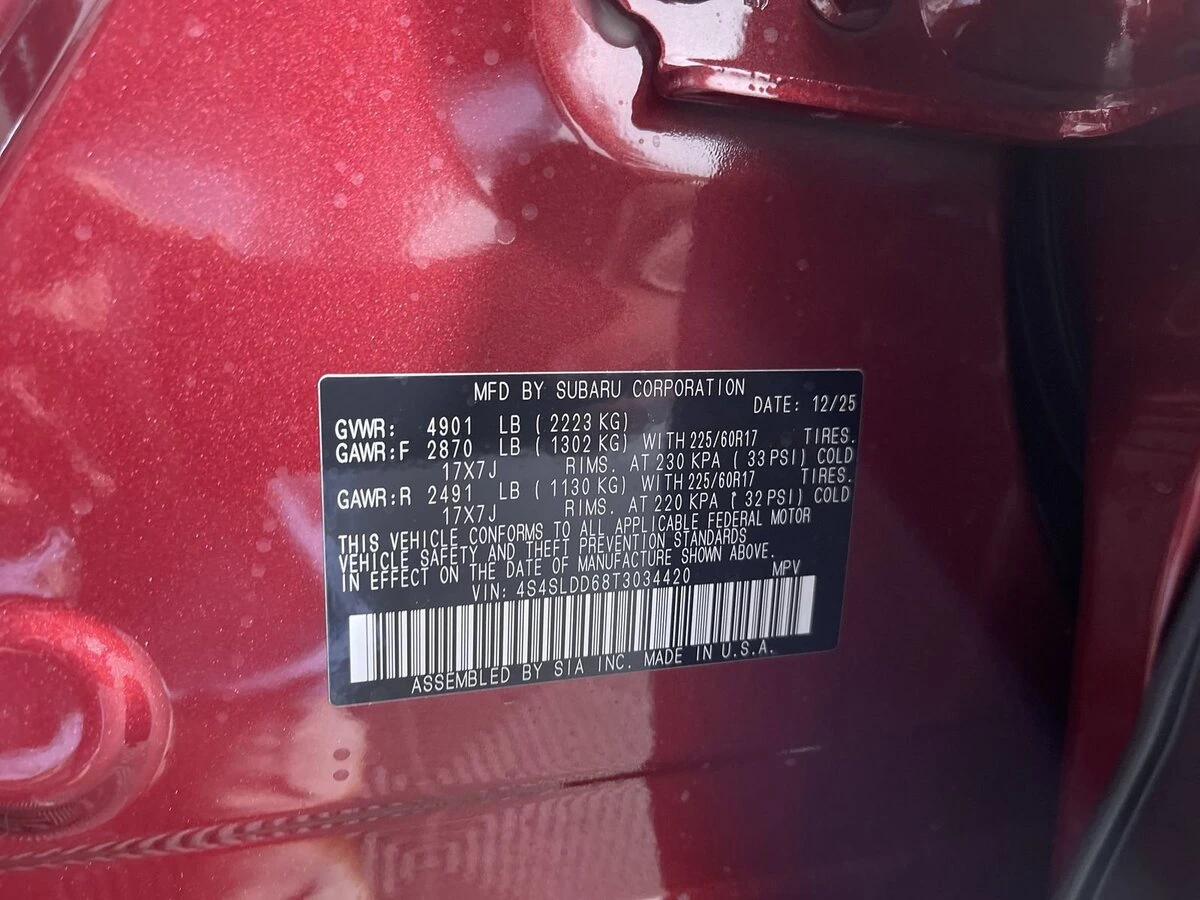 MFD BY SUBARU CORPORATION
DATE: 12/25
GVWR: 4901 LB ( 2223 KG)
GAWR:F 2870 LB ( 1302 KG) WITH 225/60R17 TIRES.
17X7J RIMS. AT 230 KPA ( 33 PSI) COLD
GAWR:R 2491 LB ( 1130 KG) WITH 225/60R17 TIRES.
17X7J RIMS. AT 220 KPA ( 32 PSI) COLD
THIS VEHICLE CONFORMS TO ALL APPLICABLE FEDERAL MOTOR
VEHICLE SAFETY AND THEFT PREVENTION STANDARDS
IN EFFECT ON THE DATE OF MANUFACTURE SHOWN ABOVE.
VIN: 4S4SLDD68T3034420 MPV
ASSEMBLED BY SIA INC. MADE IN U.S.A.